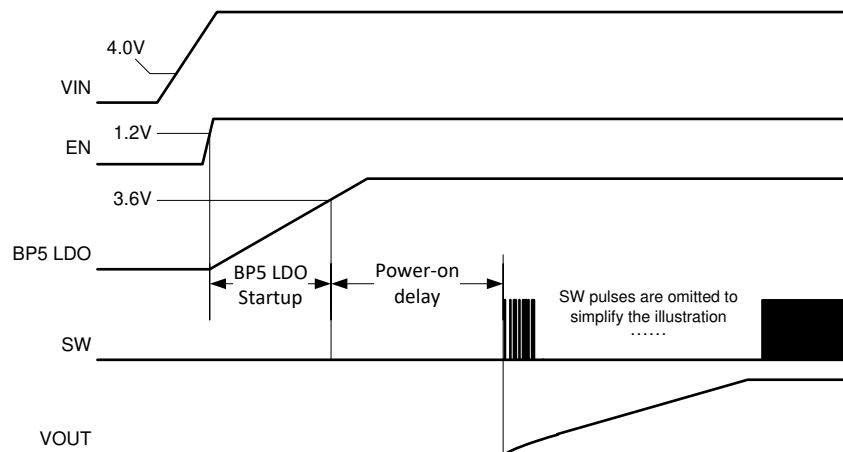 4.0V
VIN
1.2V
EN
3.6V
BP5 LDO
BP5 LDO
Startup
Power-on
delay
SW pulses are omitted to
simplify the illustration
······
SW
VOUT